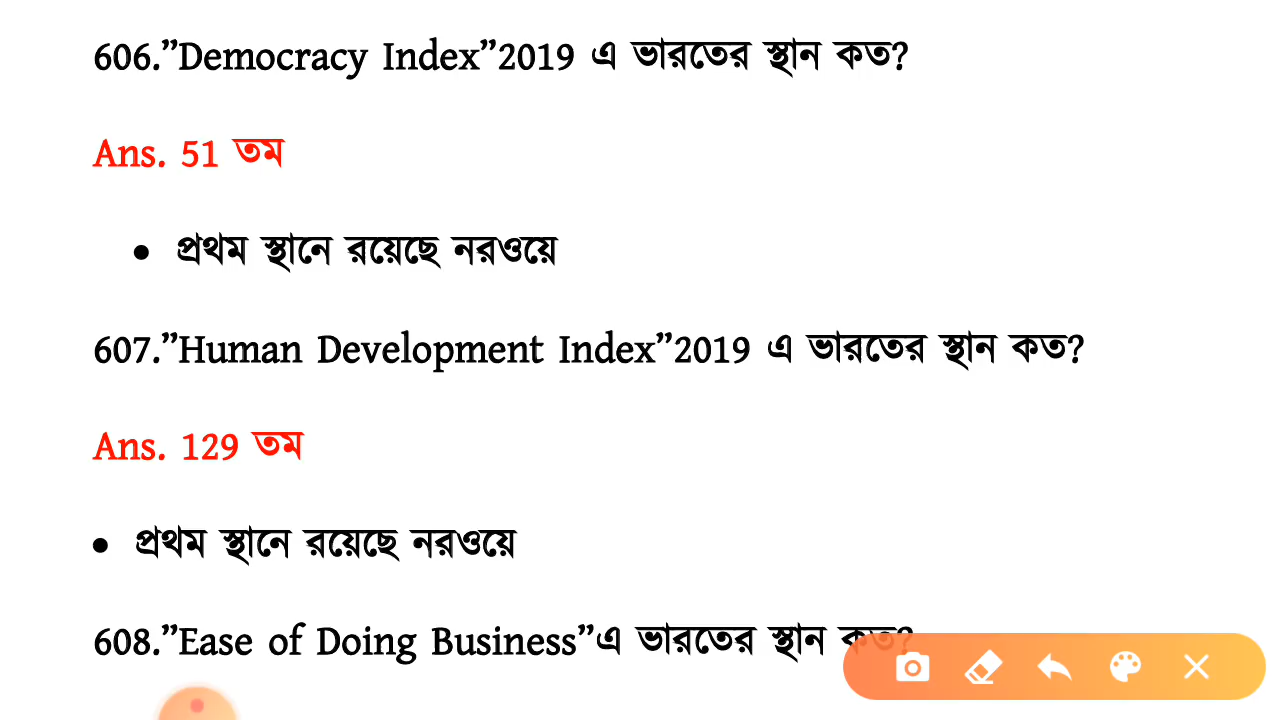 606.”Democracy Index”2019 এ ভারতের স্থান কত?
Ans. 51 তম
• প্রথম স্থানে রয়েছে নরওয়ে
607.”Human Development Index”2019 এ ভারতের স্থান কত?
Ans. 129 তম
• প্রথম স্থানে রয়েছে নরওয়ে
608.”Ease of Doing Business”এ ভারতের স্থান কত?